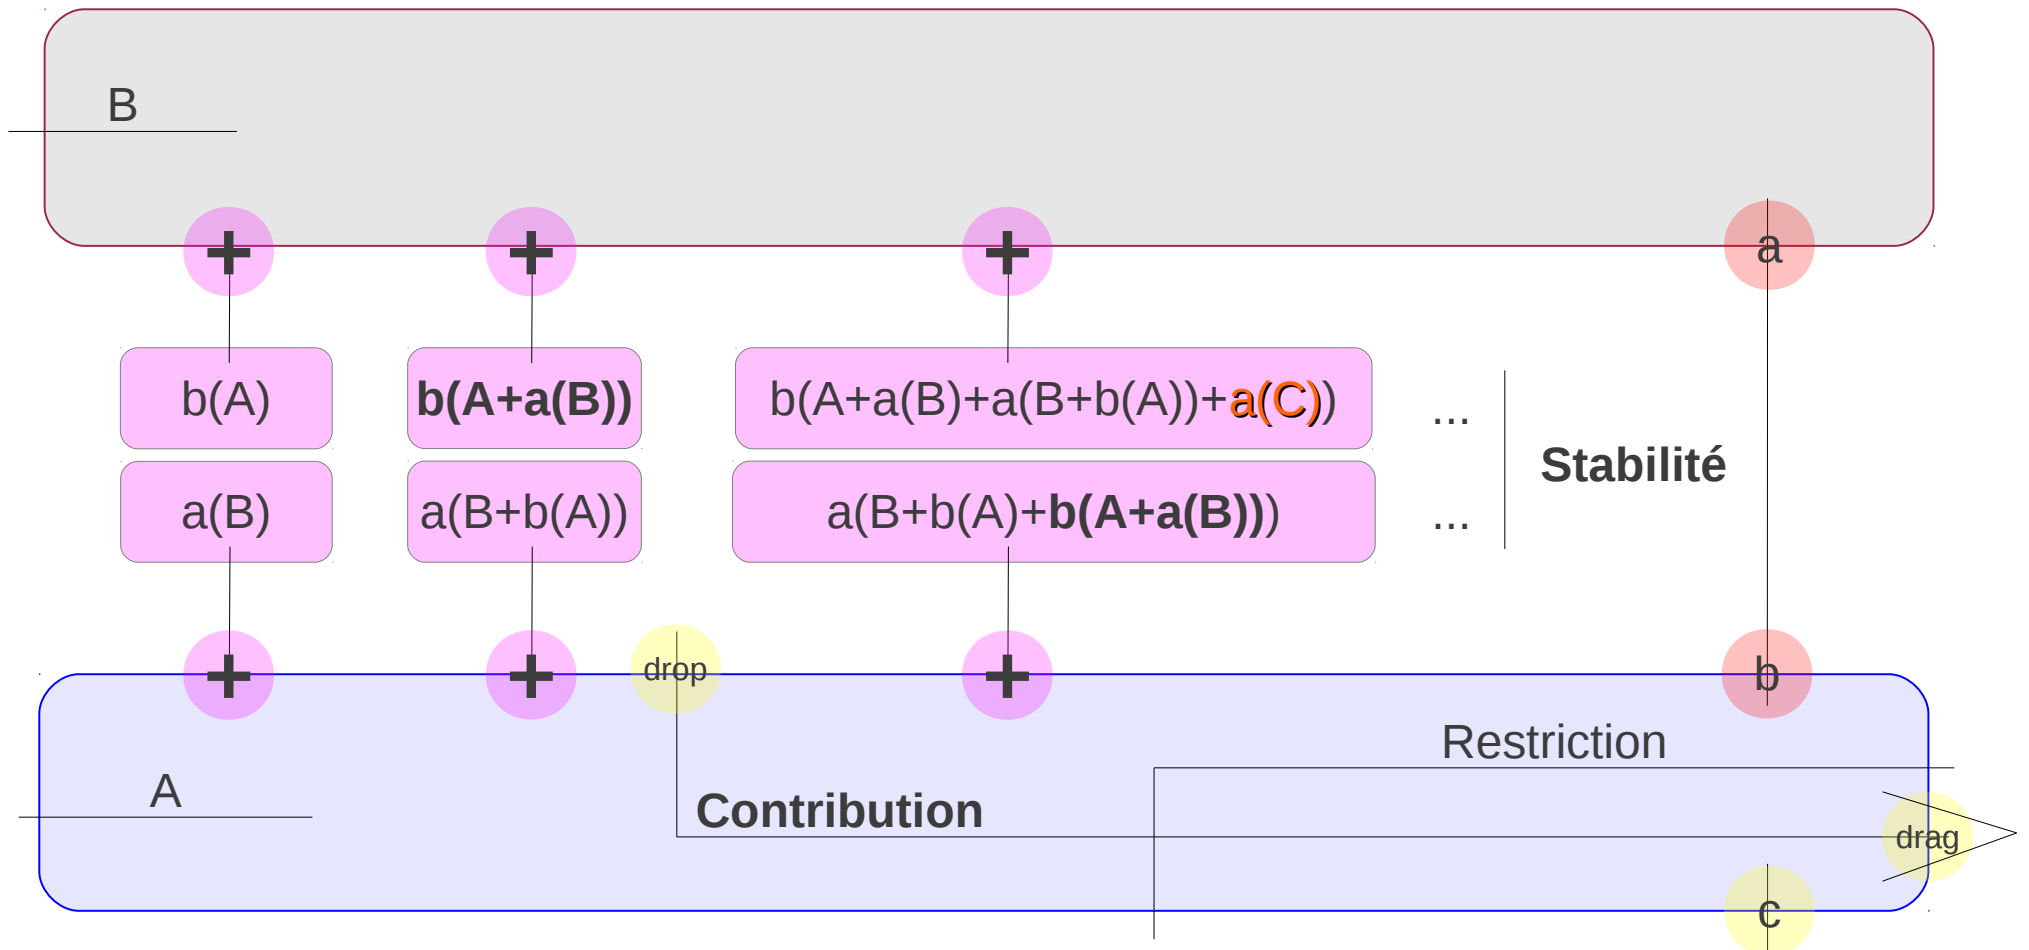 B
+ + + a
b(A) b(A+a(B)) b(A+a(B)+a(B+b(A))+a(C)) ...
Stabilité
a(B) a(B+b(A)) a(B+b(A)+b(A+a(B))) ...
+ + drop + b
Restriction
A Contribution
drag
c